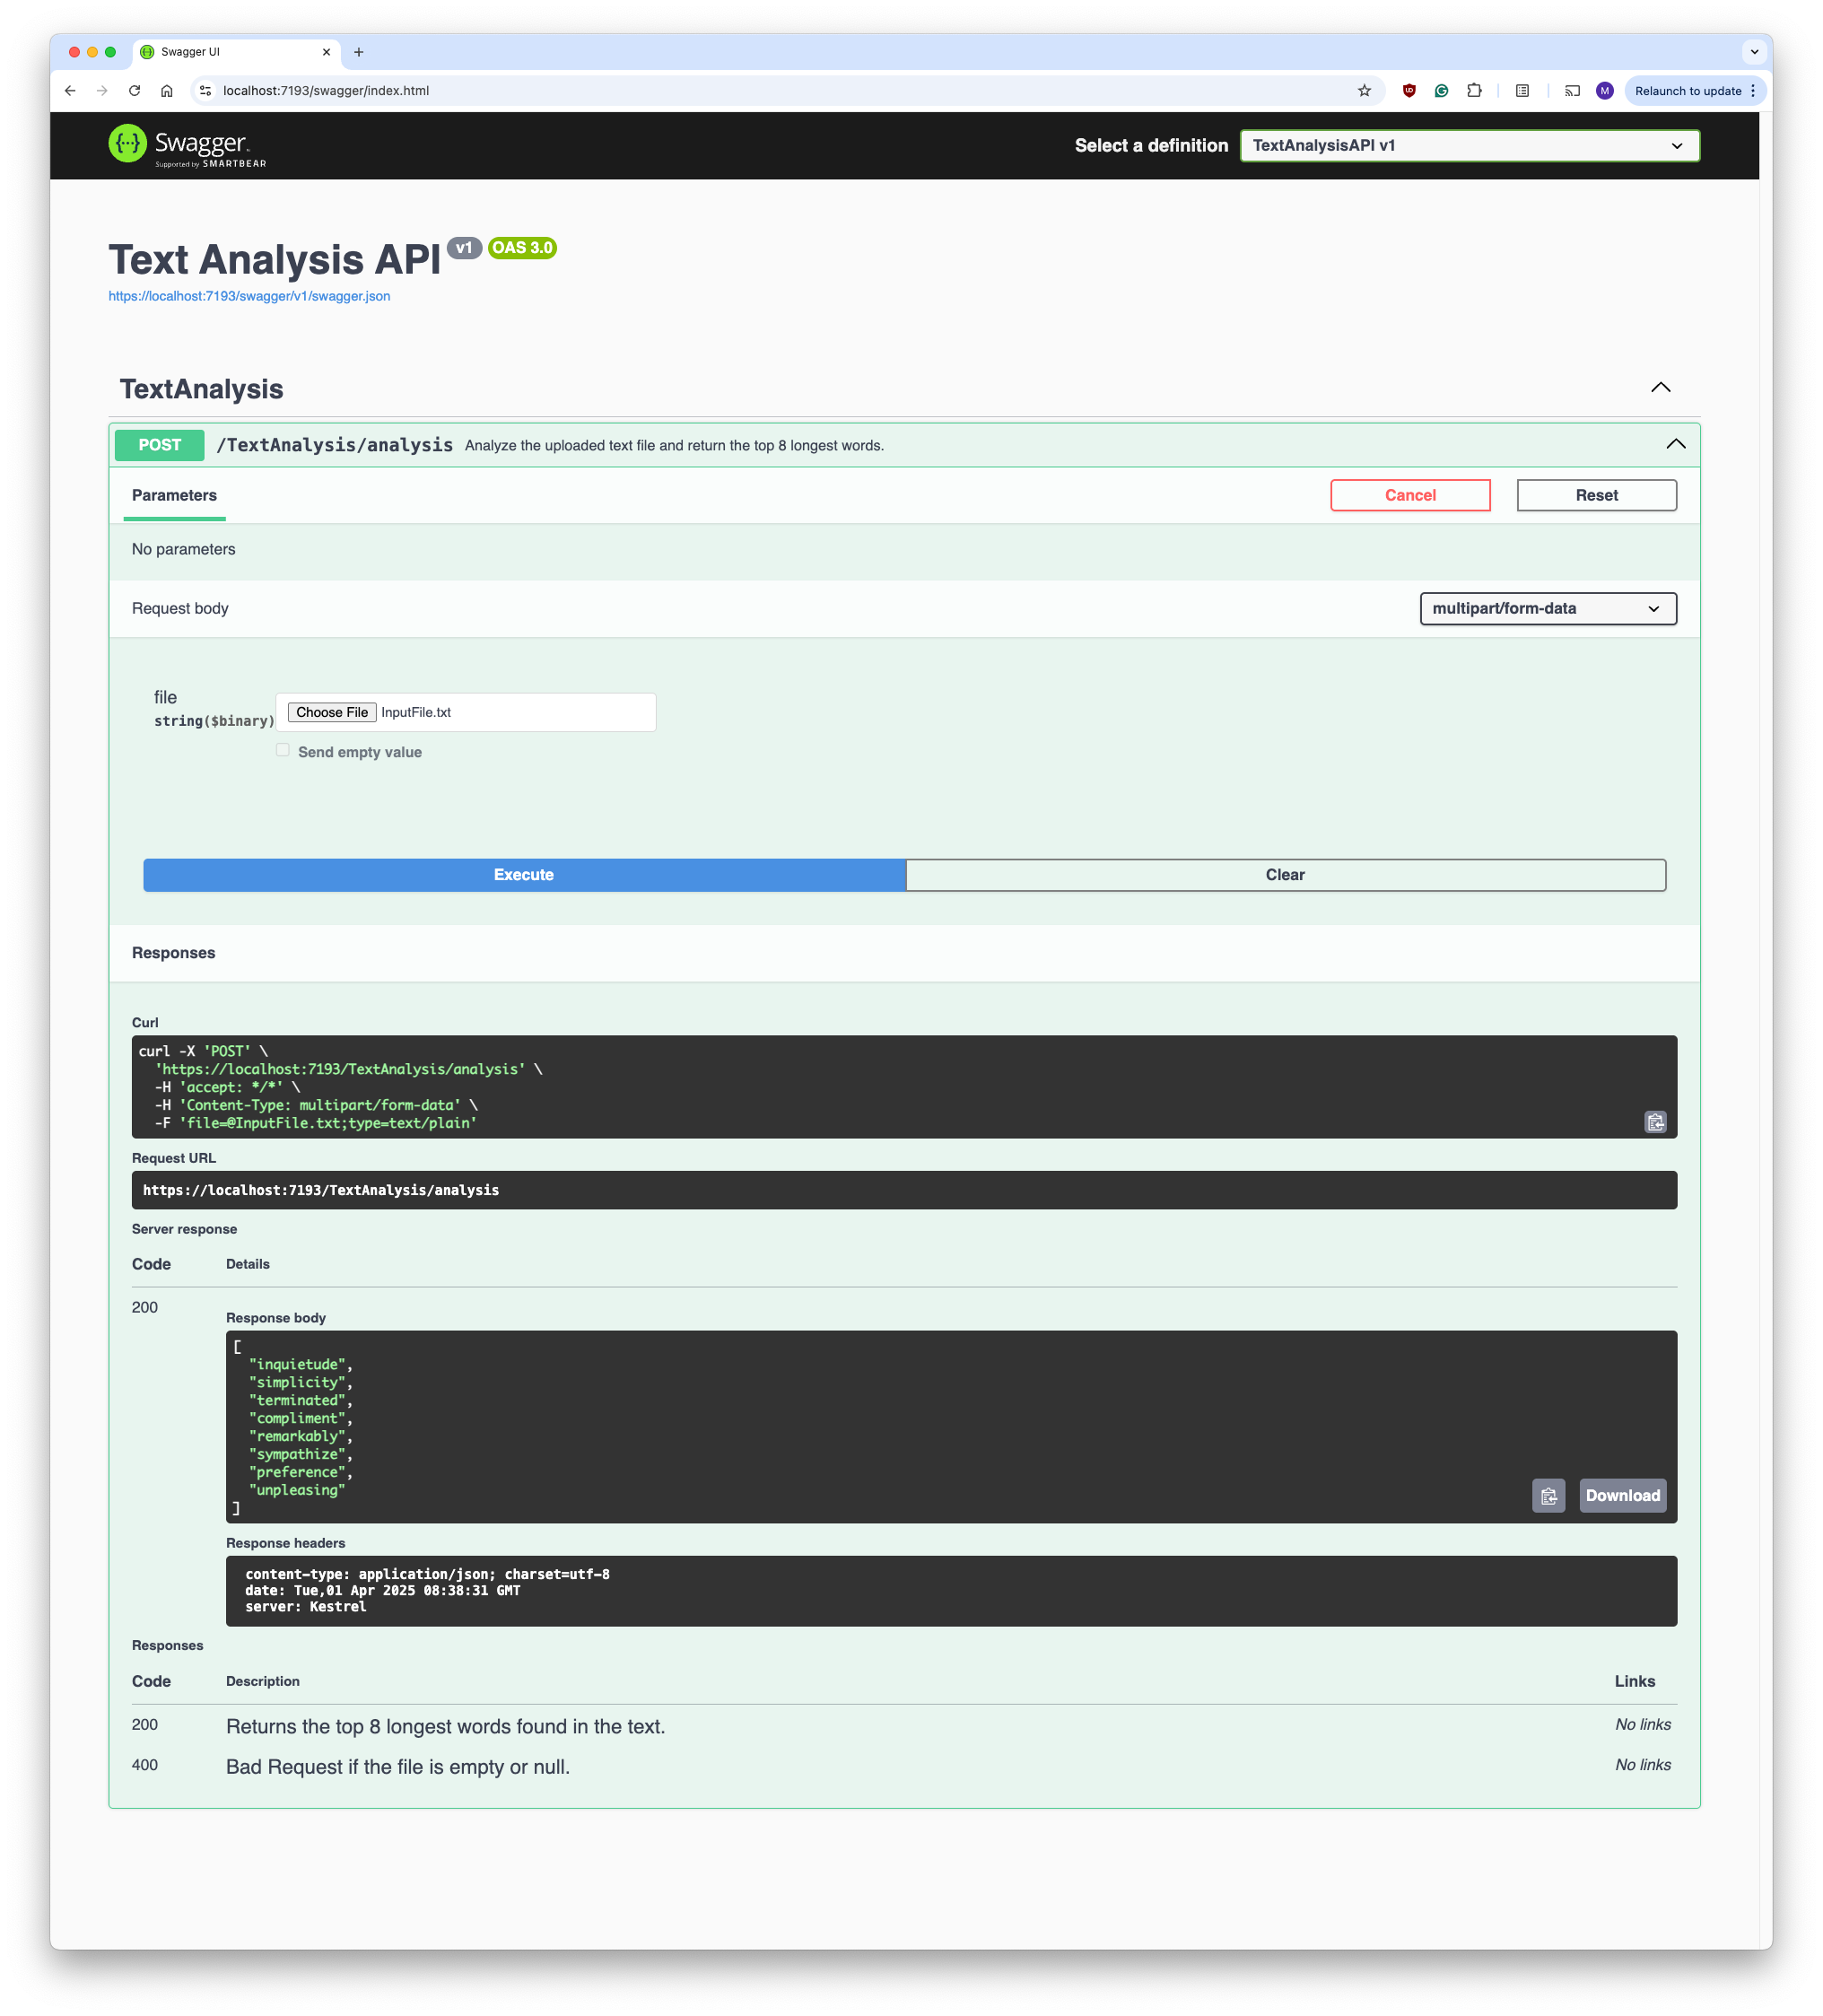 Swagger UI
localhost:7193/swagger/index.html
M
Relaunch to update
Swagger.
Supported by SMARTBEAR
Select a definition
TextAnalysisAPI v1
Text Analysis API v1 OAS 3.0
https://localhost:7193/swagger/v1/swagger.json
TextAnalysis
POST /TextAnalysis/analysis Analyze the uploaded text file and return the top 8 longest words.
Parameters
Cancel
Reset
No parameters
Request body
multipart/form-data
file
string($binary)
Choose File InputFile.txt
Send empty value
Execute
Clear
Responses
Curl
curl -X 'POST' \
'https://localhost:7193/TextAnalysis/analysis' \
-H 'accept: */*' \
-H 'Content-Type: multipart/form-data' \
-F 'file=@InputFile.txt;type=text/plain'
Request URL
https://localhost:7193/TextAnalysis/analysis
Server response
Code Details
200
Response body
[
"inquietude",
"simplicity",
"terminated",
"compliment",
"remarkably",
"sympathize",
"preference",
"unpleasing"
]
Download
Response headers
content-type: application/json; charset=utf-8
date: Tue,01 Apr 2025 08:38:31 GMT
server: Kestrel
Responses
Code Description Links
200 Returns the top 8 longest words found in the text. No links
400 Bad Request if the file is empty or null. No links